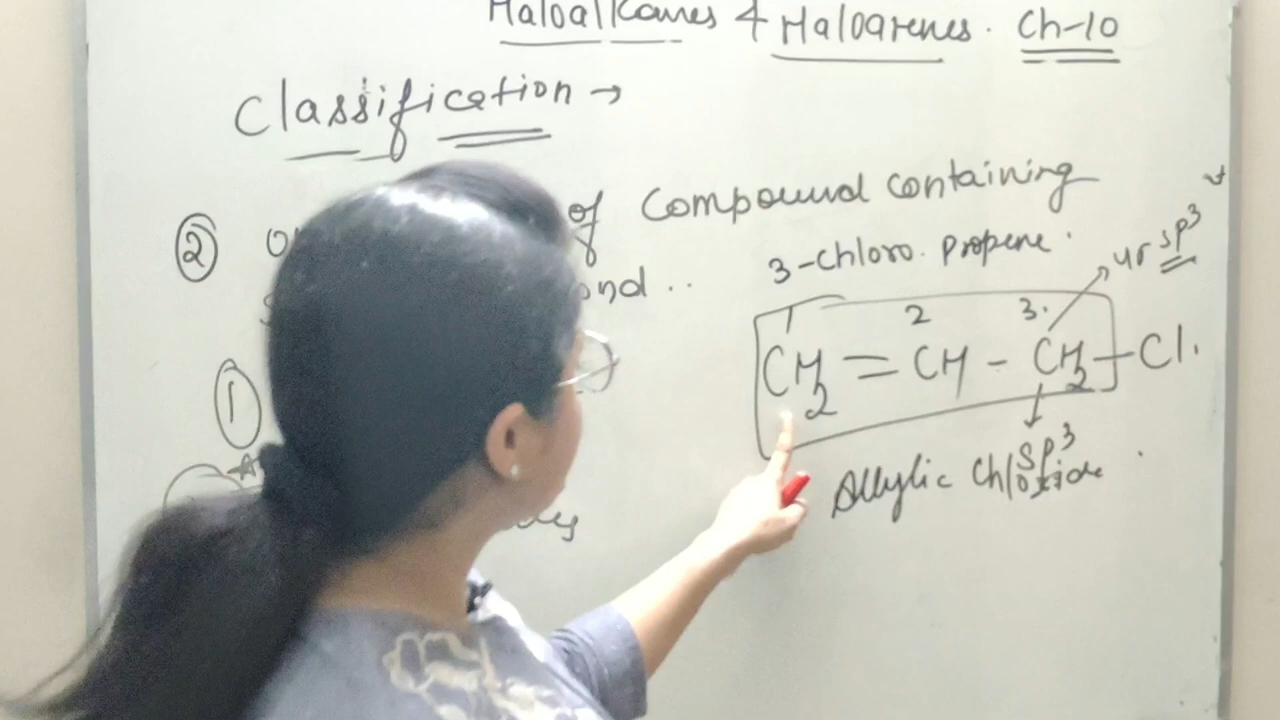 Haloalkanes & Haloarenes. Ch-10
Classification →
② of Compound containing
3-chloro. propene.
1 2 3.
CH2 = CH - CH2 - Cl.
sp3
①
sp3
Allylic Chloride.